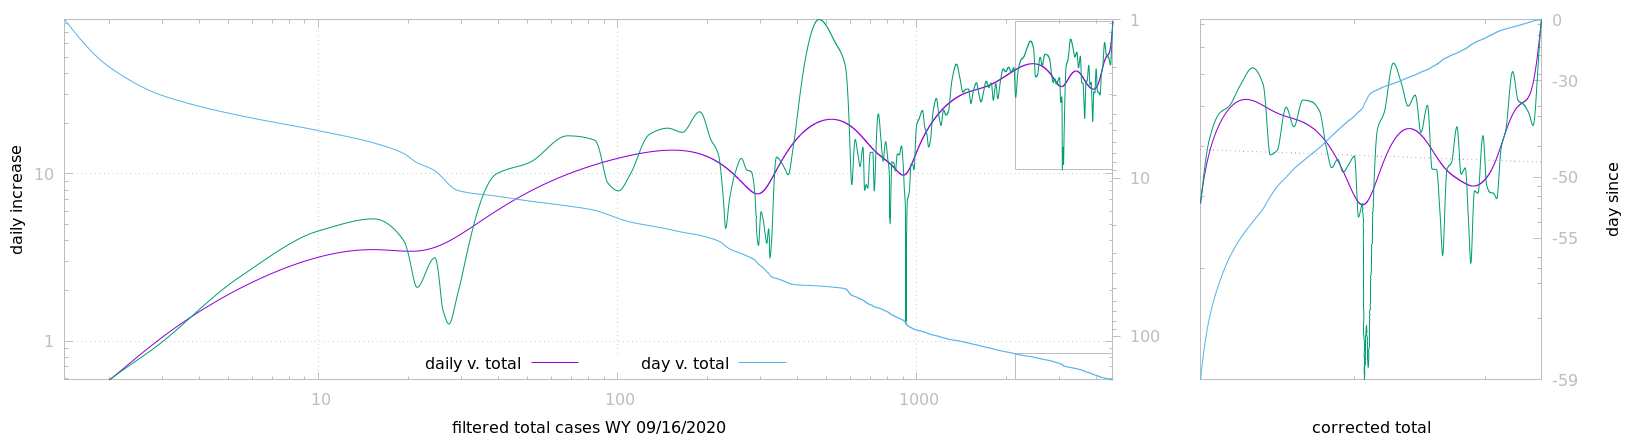 daily increase
10
1
daily v. total
day v. total
10
100
1000
filtered total cases WY 09/16/2020
1
10
100
0
-30
-50
-55
-59
day since
corrected total